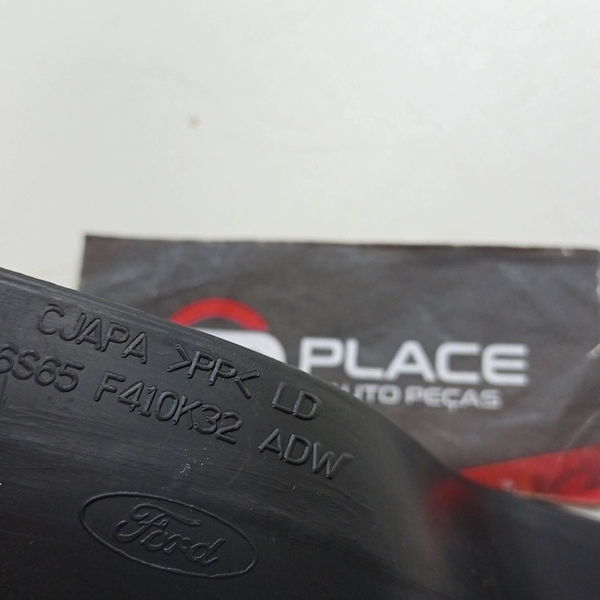 CJAPA >PP< LD
6S65 F410K32 ADW
Ford
PLACE
AUTO PEÇAS